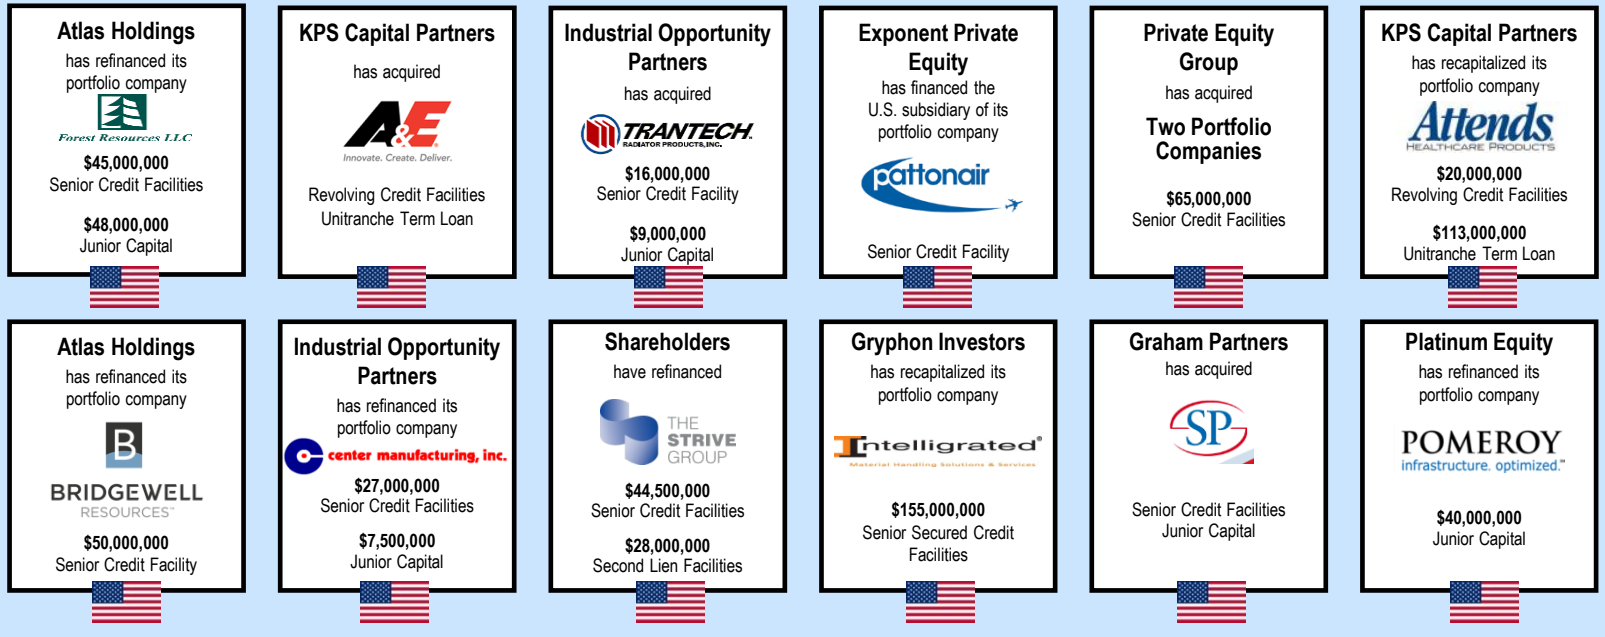 Atlas Holdings
has refinanced its
portfolio company
Forest Resources LLC
$45,000,000
Senior Credit Facilities
$48,000,000
Junior Capital
KPS Capital Partners
has acquired
A&E
Innovate. Create. Deliver.
Revolving Credit Facilities
Unitranche Term Loan
Industrial Opportunity
Partners
has acquired
TRANTECH
RADIATOR PRODUCTS, INC.
$16,000,000
Senior Credit Facility
$9,000,000
Junior Capital
Exponent Private
Equity
has financed the
U.S. subsidiary of its
portfolio company
pattonair
Senior Credit Facility
Private Equity
Group
has acquired
Two Portfolio
Companies
$65,000,000
Senior Credit Facilities
KPS Capital Partners
has recapitalized its
portfolio company
Attends
HEALTHCARE PRODUCTS
$20,000,000
Revolving Credit Facilities
$113,000,000
Unitranche Term Loan
Atlas Holdings
has refinanced its
portfolio company
B
BRIDGEWELL
RESOURCES™
$50,000,000
Senior Credit Facility
Industrial Opportunity
Partners
has refinanced its
portfolio company
center manufacturing, inc.
$27,000,000
Senior Credit Facilities
$7,500,000
Junior Capital
Shareholders
have refinanced
THE
STRIVE
GROUP
$44,500,000
Senior Credit Facilities
$28,000,000
Second Lien Facilities
Gryphon Investors
has recapitalized its
portfolio company
Intelligrated®
Material Handling Solutions & Services
$155,000,000
Senior Secured Credit
Facilities
Graham Partners
has acquired
SP
Senior Credit Facilities
Junior Capital
Platinum Equity
has refinanced its
portfolio company
POMEROY
infrastructure. optimized.™
$40,000,000
Junior Capital